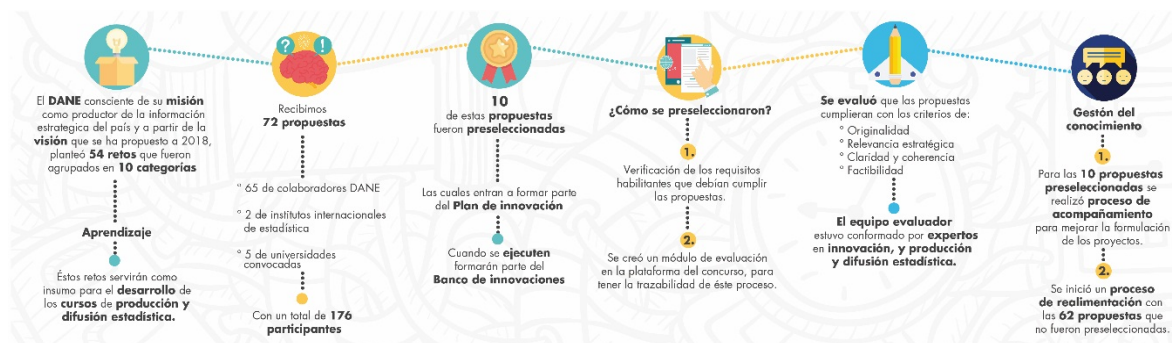 El DANE consciente de su misión
como productor de la información
estrategica del país y a partir de la
visión que se ha propuesto a 2018,
planteó 54 retos que fueron
agrupados en 10 categorías
Aprendizaje
Éstos retos servirán como
insumo para el desarrollo de
los cursos de producción y
difusión estadística.
? !
Recibimos
72 propuestas
° 65 de colaboradores DANE
° 2 de institutos internacionales
de estadística
° 5 de universidades
convocadas
Con un total de 176
participantes
10
de estas propuestas
fueron preseleccionadas
Las cuales entran a formar parte
del Plan de innovación
Cuando se ejecuten
formarán parte del
Banco de innovaciones
¿Cómo se preseleccionaron?
1.
Verificación de los requisitos
habilitantes que debían cumplir
las propuestas.
2.
Se creó un módulo de evaluación
en la plataforma del concurso, para
tener la trazabilidad de éste proceso.
Se evaluó que las propuestas
cumplieran con los criterios de:
° Originalidad
° Relevancia estratégica
° Claridad y coherencia
° Factibilidad
El equipo evaluador
estuvo conformado por expertos
en innovación, y producción
y difusión estadística.
Gestión del
conocimiento
1.
Para las 10 propuestas
preseleccionadas se
realizó proceso de
acompañamiento
para mejorar la formulación
de los proyectos.
2.
Se inició un proceso
de realimentación con
las 62 propuestas que
no fueron preseleccionadas.